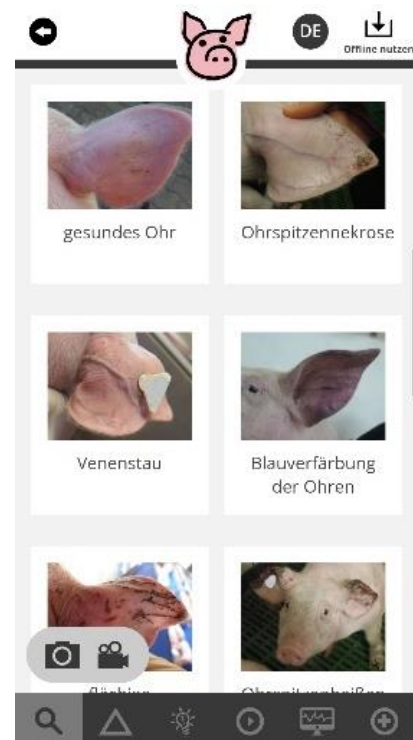 DE
Offline nutzen
gesundes Ohr
Ohrspitzennekrose
Venenstau
Blauverfärbung
der Ohren